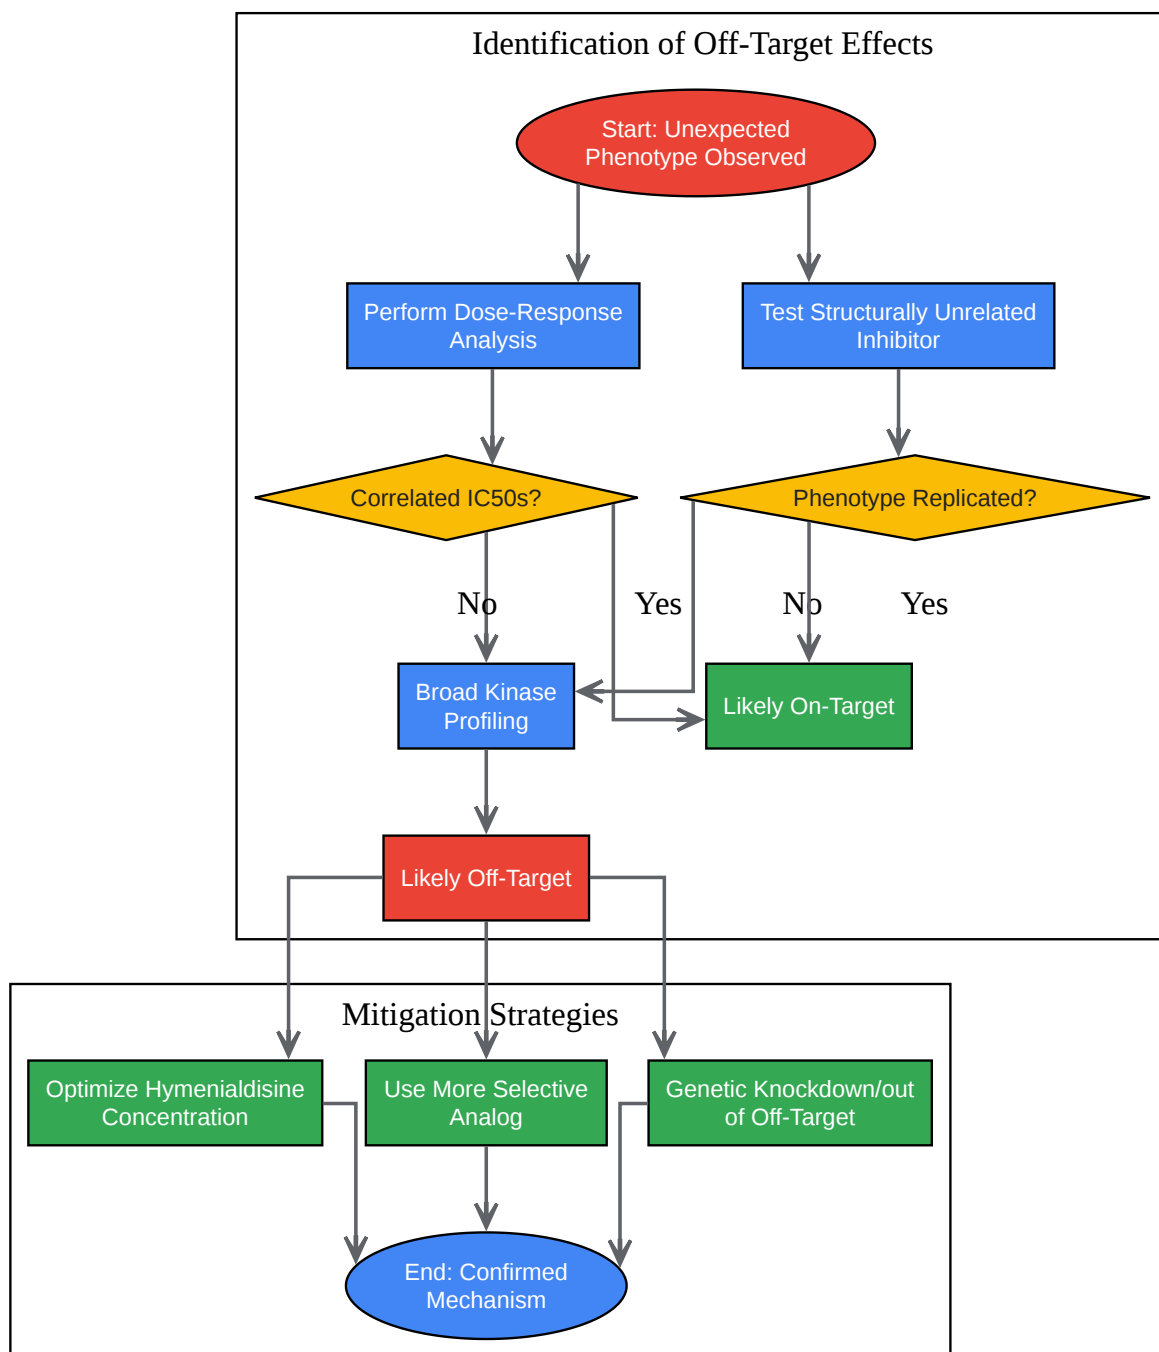 Identification of Off-Target Effects
Start: Unexpected
Phenotype Observed
Perform Dose-Response
Analysis
Test Structurally Unrelated
Inhibitor
Correlated IC50s?
Phenotype Replicated?
No
Yes
No
Yes
Broad Kinase
Profiling
Likely On-Target
Likely Off-Target
Mitigation Strategies
Optimize Hymenialdisine
Concentration
Use More Selective
Analog
Genetic Knockdown/out
of Off-Target
End: Confirmed
Mechanism